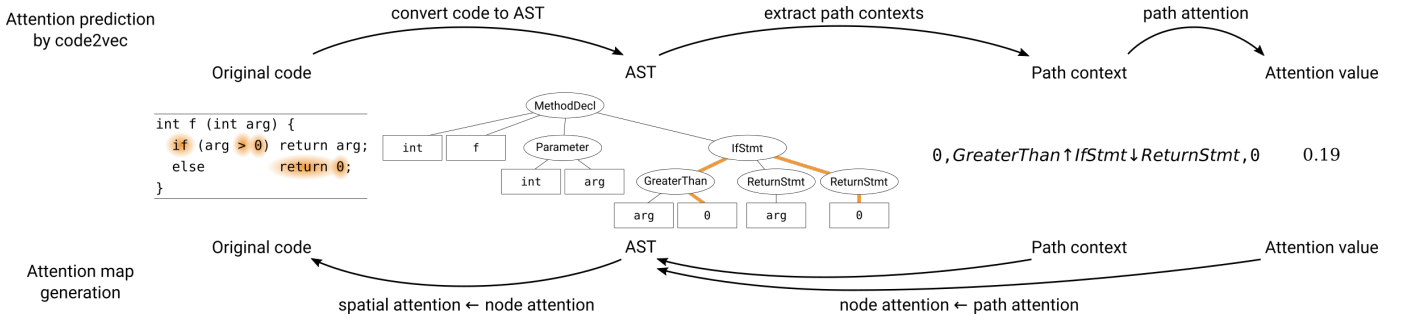 Attention prediction
by code2vec
convert code to AST
extract path contexts
path attention
Original code
AST
Path context
Attention value
int f (int arg) {
if (arg > 0) return arg;
else return 0;
}
MethodDecl
int
f
Parameter
IfStmt
int
arg
GreaterThan
ReturnStmt
ReturnStmt
arg
0
arg
0
0,GreaterThan↑IfStmt↓ReturnStmt,0
0.19
Original code
AST
Path context
Attention value
Attention map
generation
spatial attention ← node attention
node attention ← path attention